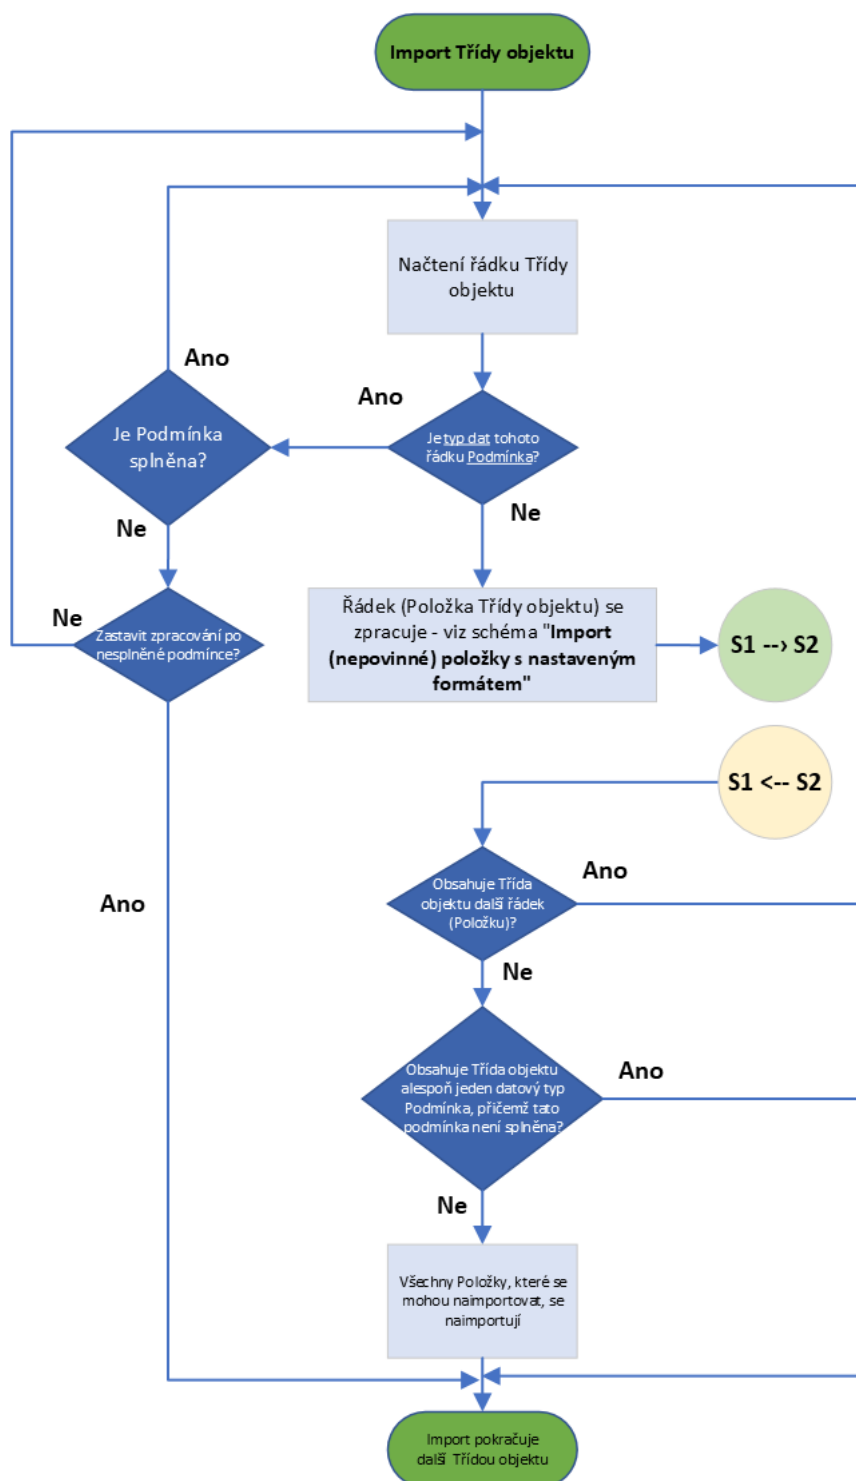 Import Třídy objektu
Načtení řádku Třídy
objektu
Ano
Ano
Je Podmínka
splněna?
Je typ dat tohoto
řádku Podmínka?
Ne
Ne
Ne
Zastavit zpracování po
nesplněné podmínce?
Řádek (Položka Třídy objektu) se
zpracuje - viz schéma "Import
(nepovinné) položky s nastaveným
formátem"
S1 --› S2
S1 <-- S2
Ano
Obsahuje Třída
objektu další řádek
(Položku)?
Ano
Ne
Obsahuje Třída objektu
alespoň jeden datový typ
Podmínka, přičemž tato
podmínka není splněna?
Ano
Ne
Všechny Položky, které se
mohou naimportovat, se
naimportují
Import pokračuje
další Třídou objektu